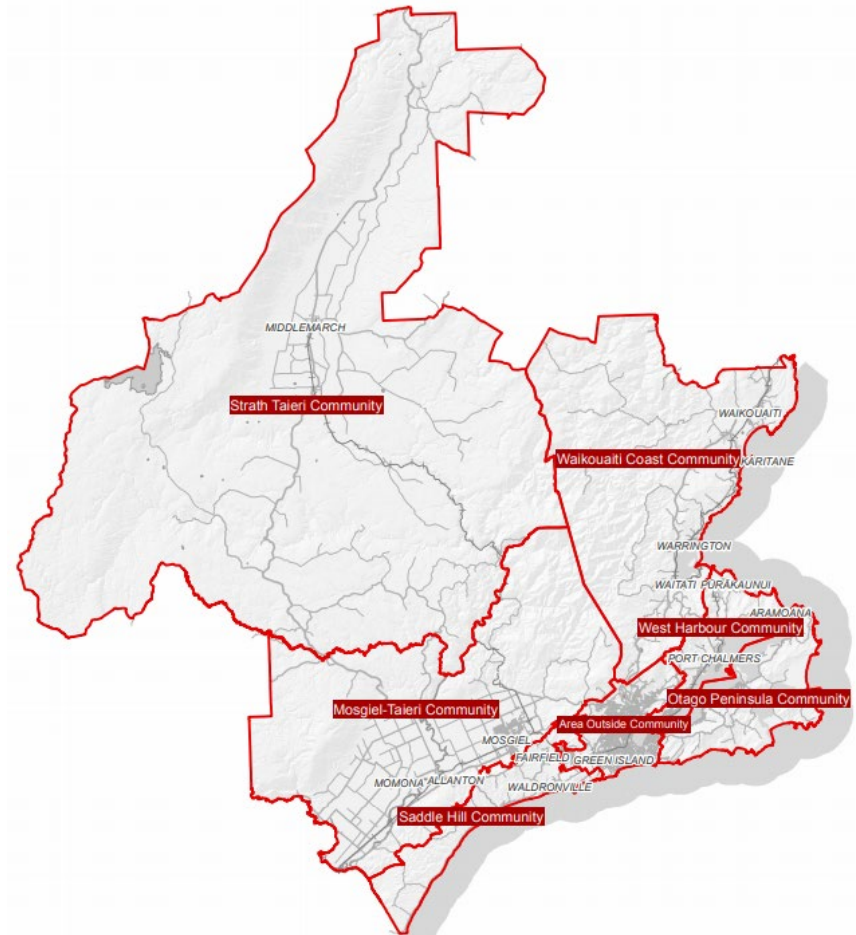 MIDDLEMARCH
Strath Taieri Community
WAIKOUAITI
Waikouaiti Coast Community
KARITANE
WARRINGTON
WAITATI
PURAKAUNUI
ARAMOANA
West Harbour Community
PORT CHALMERS
Otago Peninsula Community
Mosgiel-Taieri Community
Area Outside Community
MOSGIEL
FAIRFIELD
GREEN ISLAND
MOMONA
ALLANTON
WALDRONVILLE
Saddle Hill Community